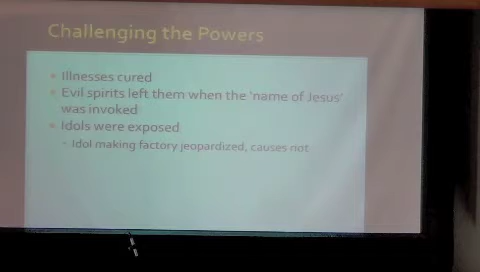 Challenging the Powers
Illnesses cured
Evil spirits left them when the 'name of Jesus'
was invoked
Idols were exposed
Idol making factory jeopardized, causes riot